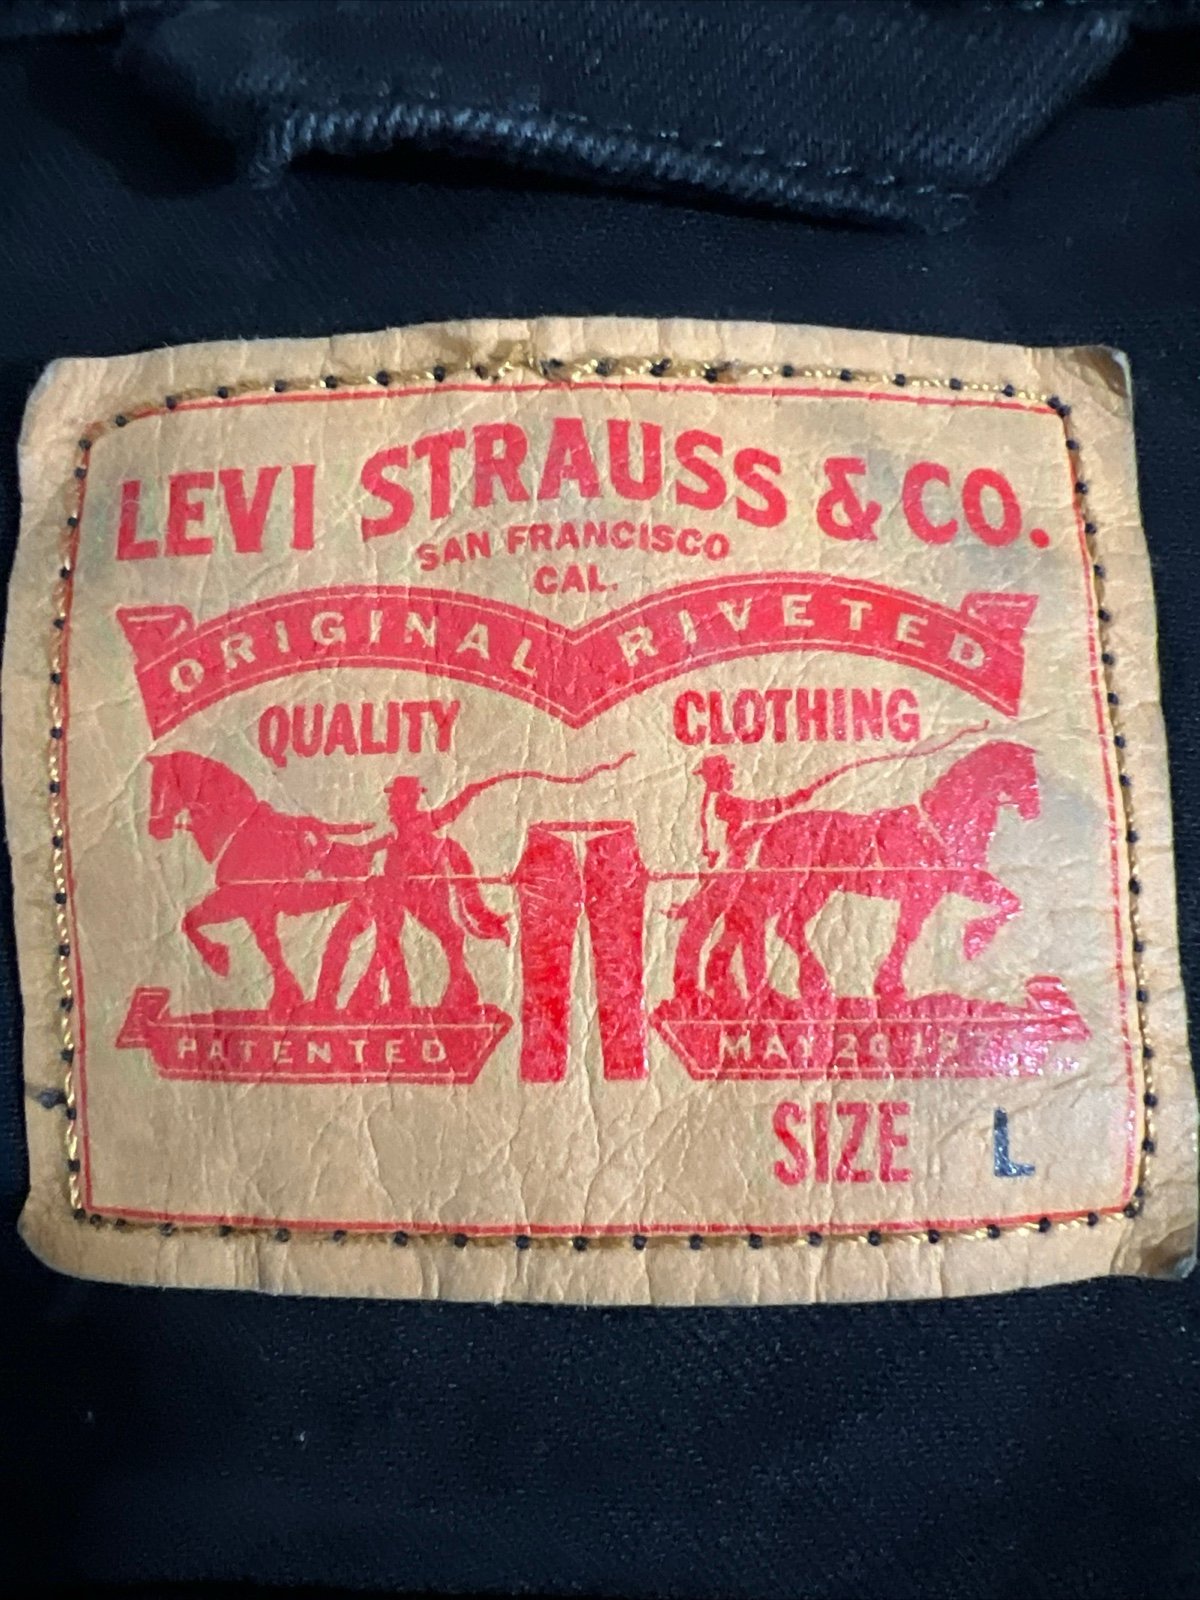 LEVI STRAUSS & CO.
SAN FRANCISCO
CAL.
ORIGINAL RIVETED
QUALITY CLOTHING
PATENTED MAY 20
SIZE L